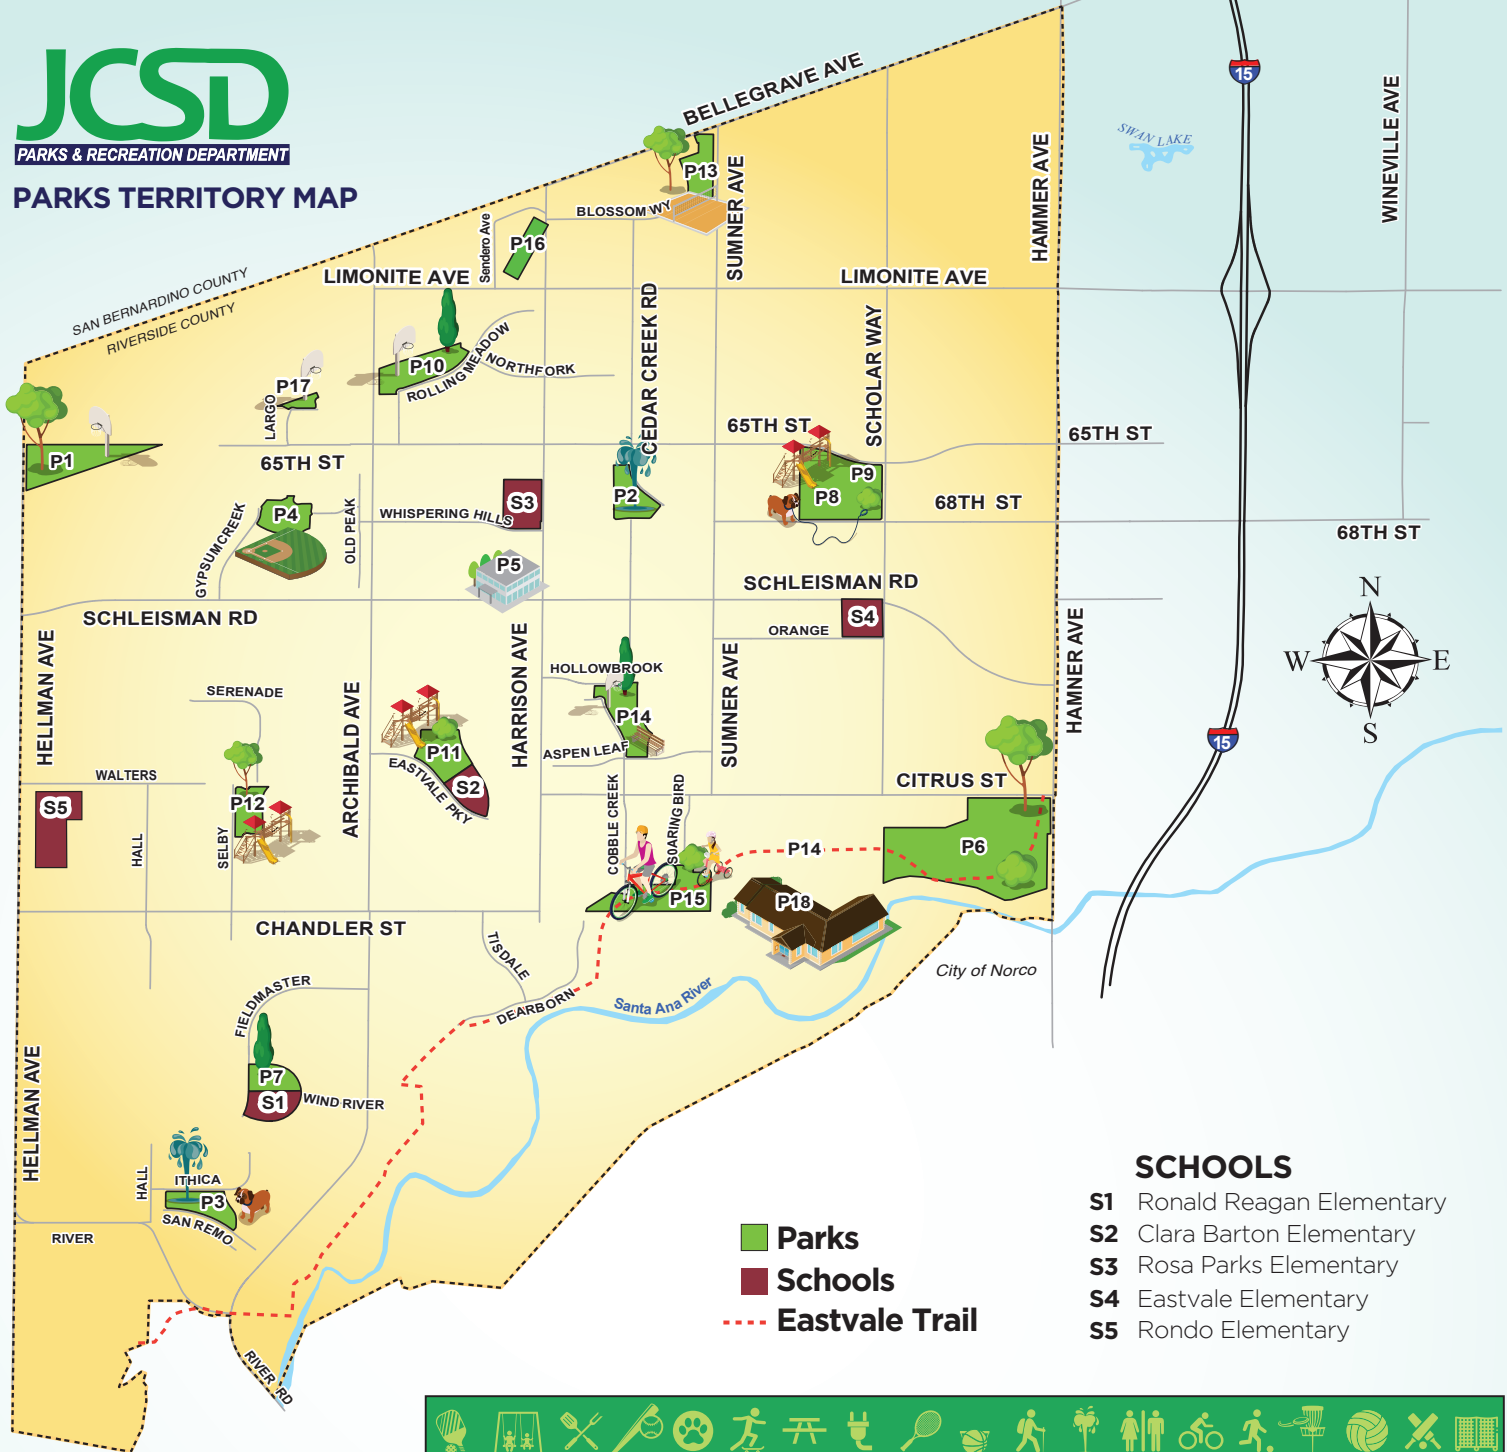 JCSD
PARKS & RECREATION DEPARTMENT
PARKS TERRITORY MAP
BELLEGRAVE AVE
15
SWAN LAKE
WINEVILLE AVE
HAMMER AVE
P13
SUMNER AVE
BLOSSOM WY
Sendero Ave
P16
SAN BERNARDINO COUNTY
RIVERSIDE COUNTY
LIMONITE AVE
LIMONITE AVE
CEDAR CREEK RD
SCHOLAR WAY
ROLLING MEADOW
NORTHFORK
P10
P17
LARGO
P1
65TH ST
65TH ST
65TH ST
P9
P8
P2
S3
WHISPERING HILLS
68TH ST
68TH ST
P4
GYPSUMCREEK
OLD PEAK
P5
SCHLEISMAN RD
SCHLEISMAN RD
S4
ORANGE
HELLMAN AVE
HARRISON AVE
SUMNER AVE
HAMNER AVE
N
W
E
S
HOLLOWBROOK
SERENADE
ARCHIBALD AVE
P14
ASPEN LEAF
15
P11
EASTVALE PKY
S2
WALTERS
CITRUS ST
S5
P12
HALL
SELBY
COBBLE CREEK
SOARING BIRD
P14
P6
P15
P18
CHANDLER ST
TISDALE
City of Norco
FIELDMASTER
DEARBORN
Santa Ana River
HELLMAN AVE
P7
S1
WIND RIVER
HALL
ITHICA
P3
SAN REMO
RIVER
RIVER RD
Parks
Schools
Eastvale Trail
SCHOOLS
S1 Ronald Reagan Elementary
S2 Clara Barton Elementary
S3 Rosa Parks Elementary
S4 Eastvale Elementary
S5 Rondo Elementary